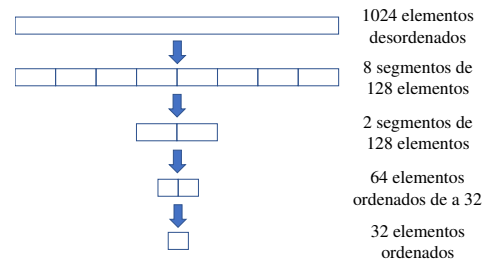 1024 elementos
desordenados
8 segmentos de
128 elementos
2 segmentos de
128 elementos
64 elementos
ordenados de a 32
32 elementos
ordenados